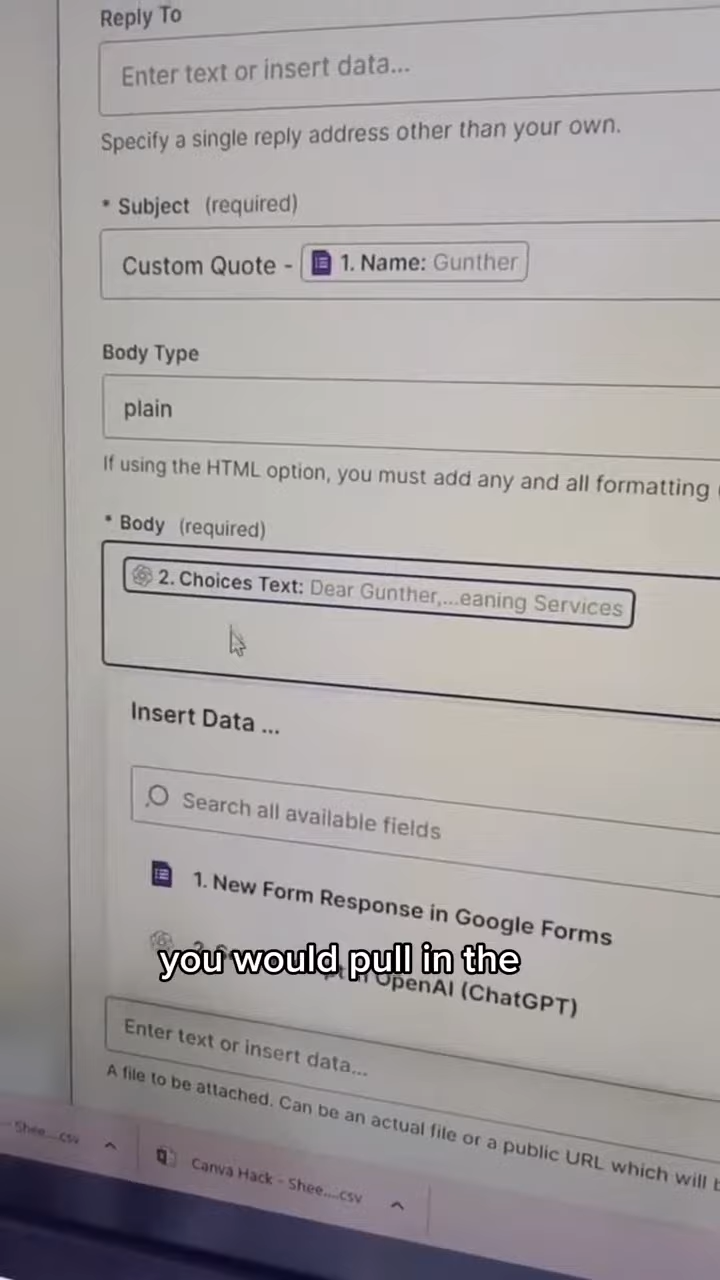 Reply To
Enter text or insert data...
Specify a single reply address other than your own.
* Subject (required)
Custom Quote - 1. Name: Gunther
Body Type
plain
If using the HTML option, you must add any and all formatting
* Body (required)
2. Choices Text: Dear Gunther,...eaning Services
Insert Data ...
Search all available fields
1. New Form Response in Google Forms
you would pull in the
OpenAI (ChatGPT)
Enter text or insert data...
A file to be attached. Can be an actual file or a public URL which will
Shee....csv
Canva Hack - Shee....csv